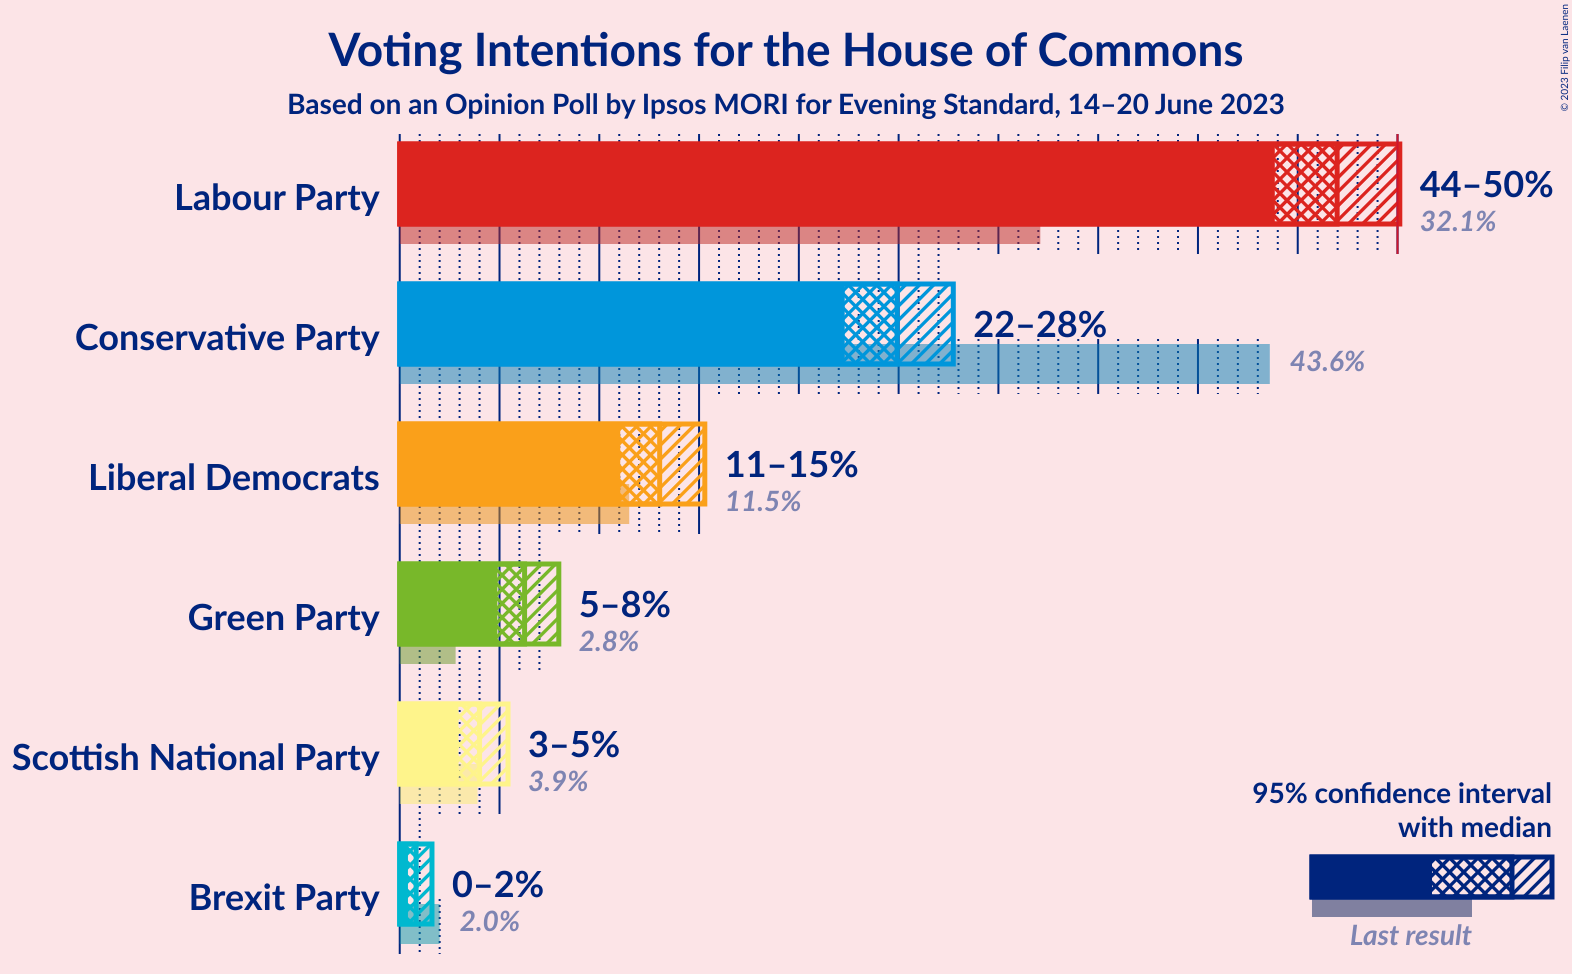 Voting Intentions for the House of Commons
Based on an Opinion Poll by Ipsos MORI for Evening Standard, 14–20 June 2023
© 2023 Filip van Laenen
Labour Party
44–50%
32.1%
Conservative Party
22–28%
43.6%
Liberal Democrats
11–15%
11.5%
Green Party
5–8%
2.8%
Scottish National Party
3–5%
3.9%
Brexit Party
0–2%
2.0%
95% confidence interval
with median
Last result